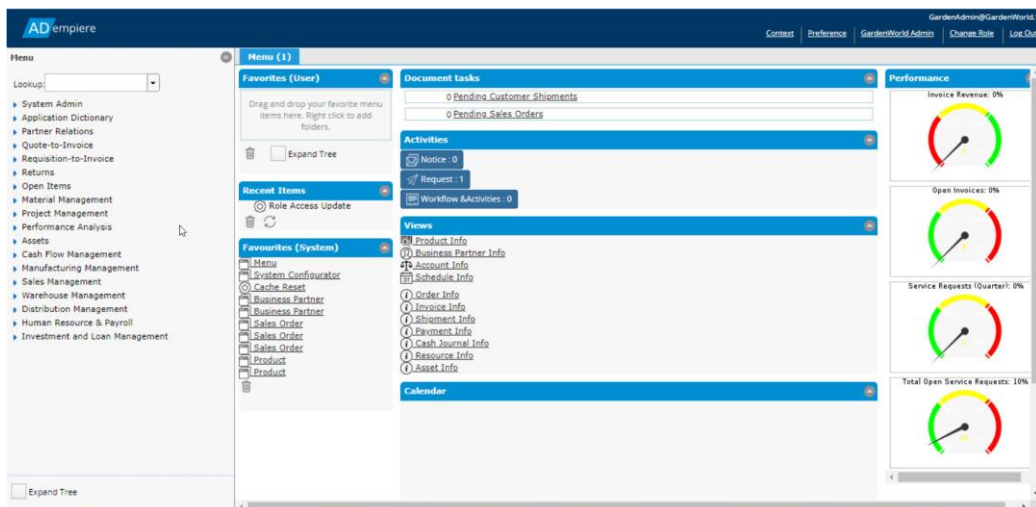 ADempiere
GardenAdmin@GardenWorld.
Context Preference GardenWorld Admin Change Role Log Out
Menu
Lookup:
System Admin
Application Dictionary
Partner Relations
Quote-to-Invoice
Requisition-to-Invoice
Returns
Open Items
Material Management
Project Management
Performance Analysis
Assets
Cash Flow Management
Manufacturing Management
Sales Management
Warehouse Management
Distribution Management
Human Resource & Payroll
Investment and Loan Management
Expand Tree
Menu (1)
Favorites (User)
Drag and drop your favorite menu
items here. Right click to add
folders.
Expand Tree
Recent Items
Role Access Update
Favourites (System)
Menu
System Configurator
Cache Reset
Business Partner
Business Partner
Sales Order
Sales Order
Sales Order
Product
Product
Document tasks
0 Pending Customer Shipments
0 Pending Sales Orders
Activities
Notice : 0
Request : 1
Workflow &Activities : 0
Views
Product Info
Business Partner Info
Account Info
Schedule Info
Order Info
Invoice Info
Shipment Info
Payment Info
Cash Journal Info
Resource Info
Asset Info
Calendar
Performance
Invoice Revenue: 0%
Open Invoices: 0%
Service Requests (Quarter): 0%
Total Open Service Requests: 10%